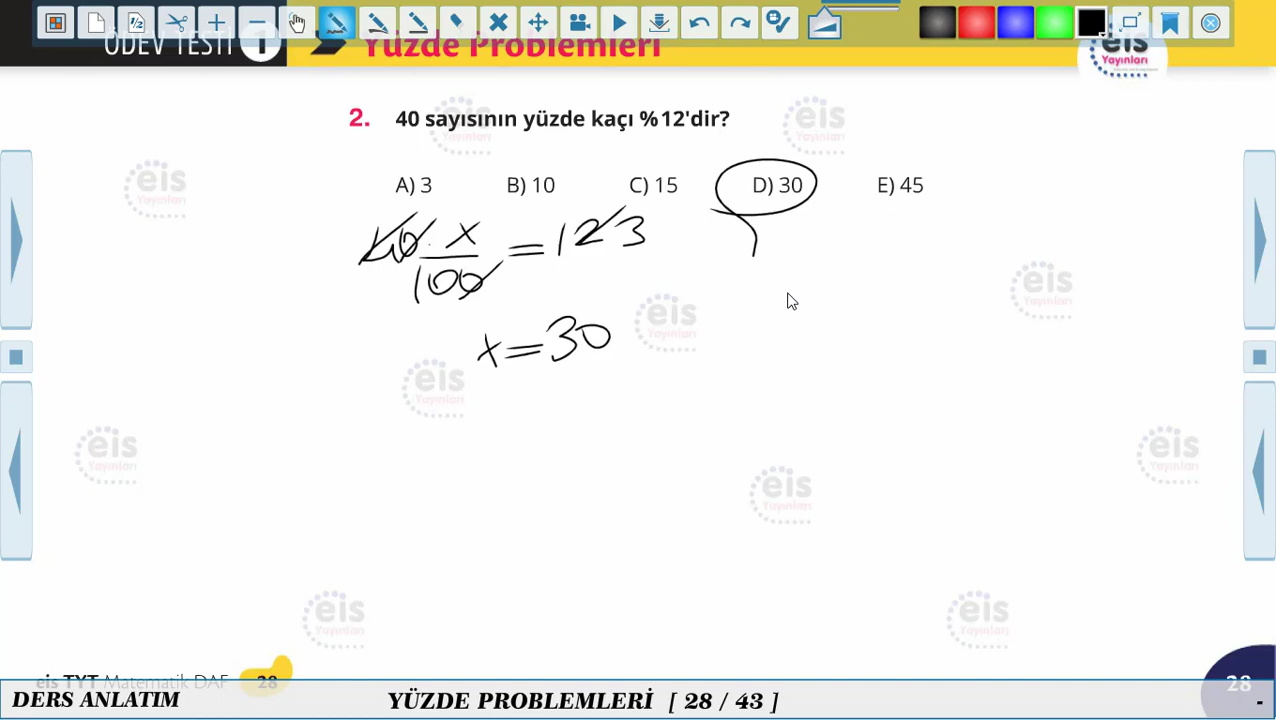 ÖDEV TESTİ 1 Yüzde Problemleri
eis
Yayınları
2. 40 sayısının yüzde kaçı %12'dir?
A) 3 B) 10 C) 15 D) 30 E) 45
40 . x / 100 = 12 3
x = 30
eis TYT Matematik DAF 28
28
DERS ANLATIM YÜZDE PROBLEMLERİ [ 28 / 43 ] -